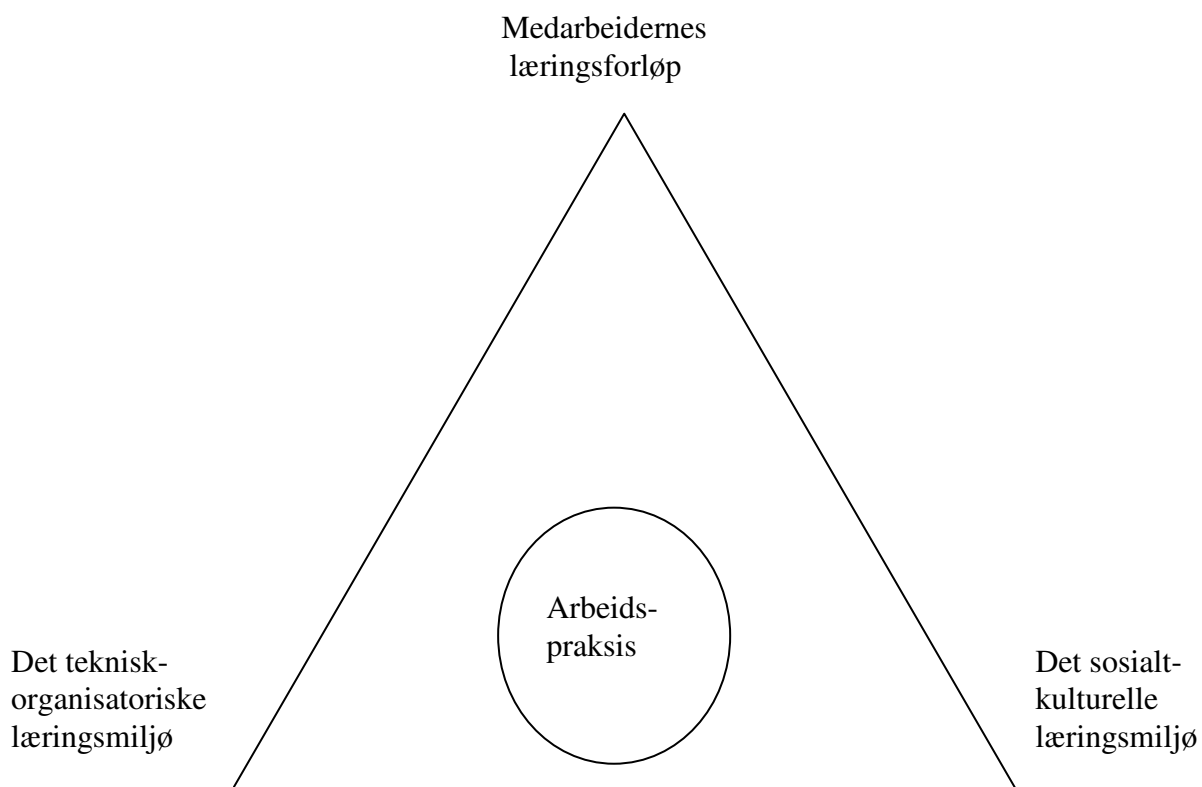 Medarbeidernes
læringsforløp
Arbeids-
praksis
Det teknisk-
organisatoriske
læringsmiljø
Det sosialt-
kulturelle
læringsmiljø